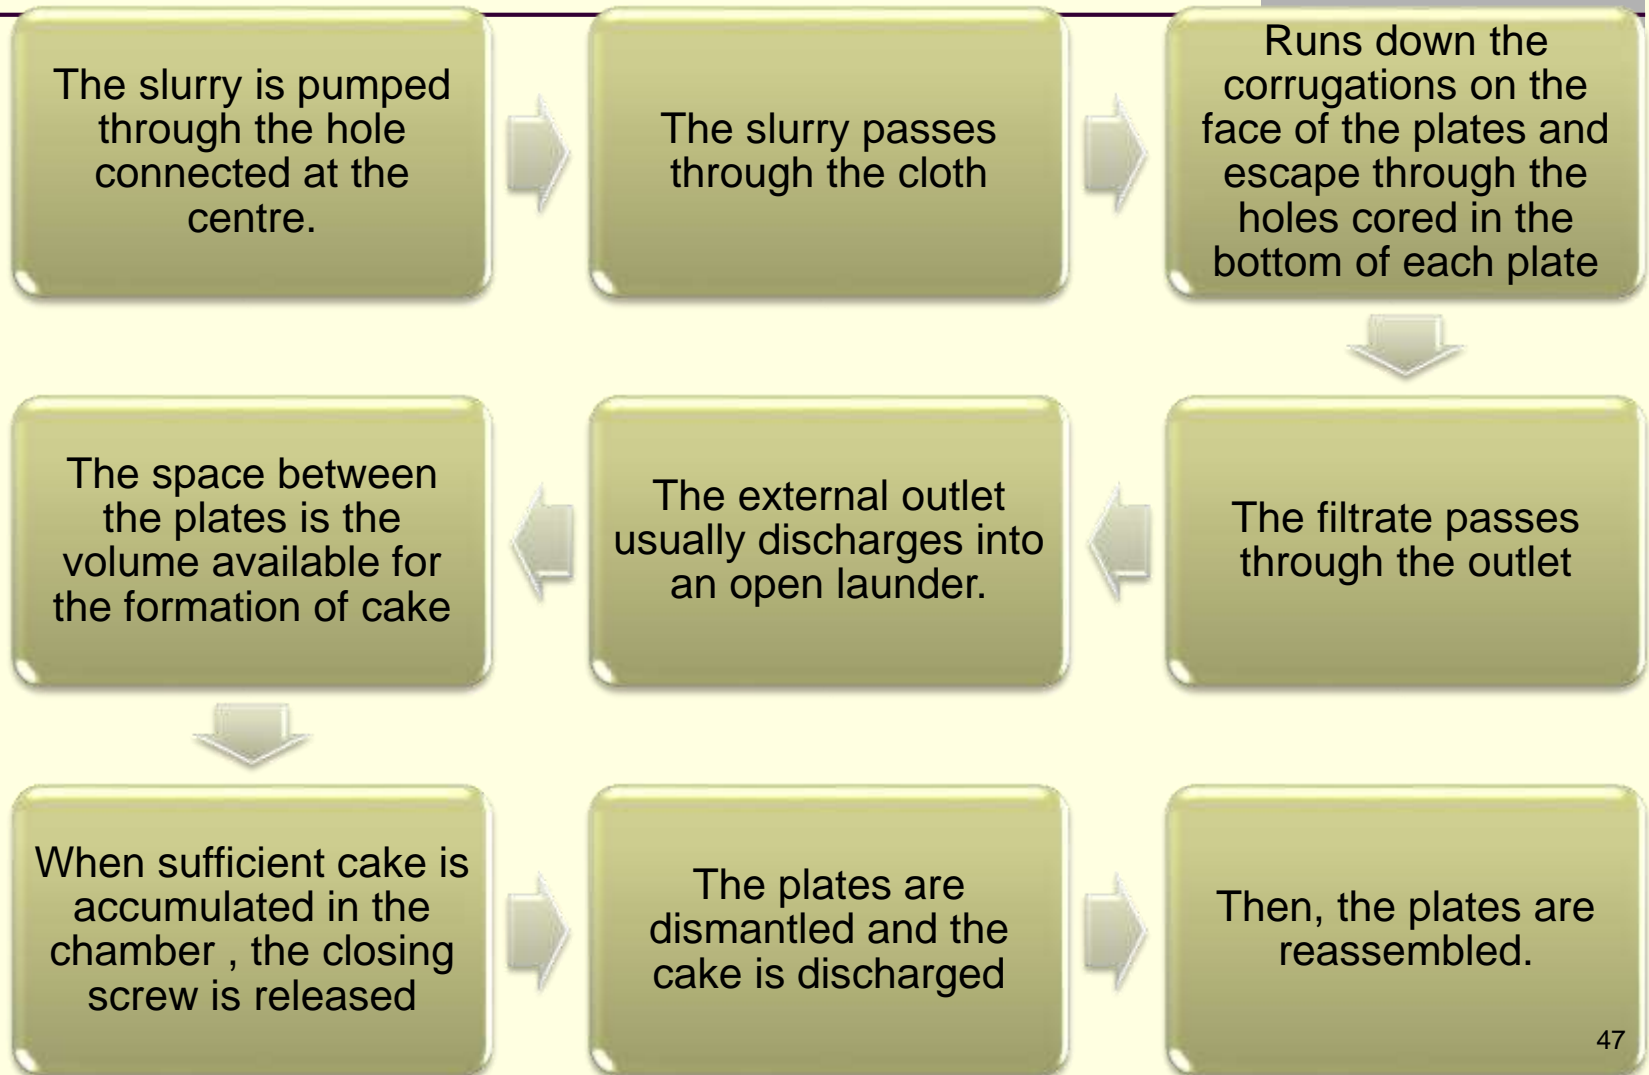 The slurry is pumped
through the hole
connected at the
centre.
The slurry passes
through the cloth
Runs down the
corrugations on the
face of the plates and
escape through the
holes cored in the
bottom of each plate
The filtrate passes
through the outlet
The external outlet
usually discharges into
an open launder.
The space between
the plates is the
volume available for
the formation of cake
When sufficient cake is
accumulated in the
chamber , the closing
screw is released
The plates are
dismantled and the
cake is discharged
Then, the plates are
reassembled.
47